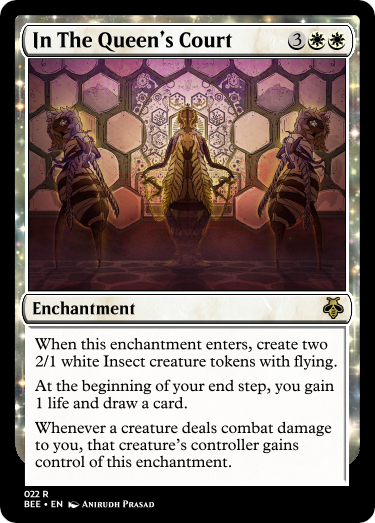 In The Queen's Court 3
Enchantment
When this enchantment enters, create two
2/1 white Insect creature tokens with flying.
At the beginning of your end step, you gain
1 life and draw a card.
Whenever a creature deals combat damage
to you, that creature's controller gains
control of this enchantment.
022 R
BEE • EN Anirudh Prasad